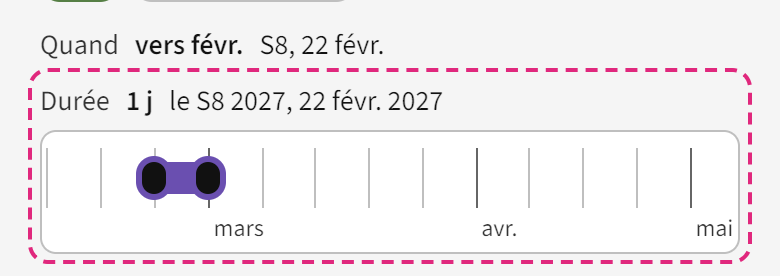 Quand vers févr. S8, 22 févr.
Durée 1 j le S8 2027, 22 févr. 2027
mars avr. mai